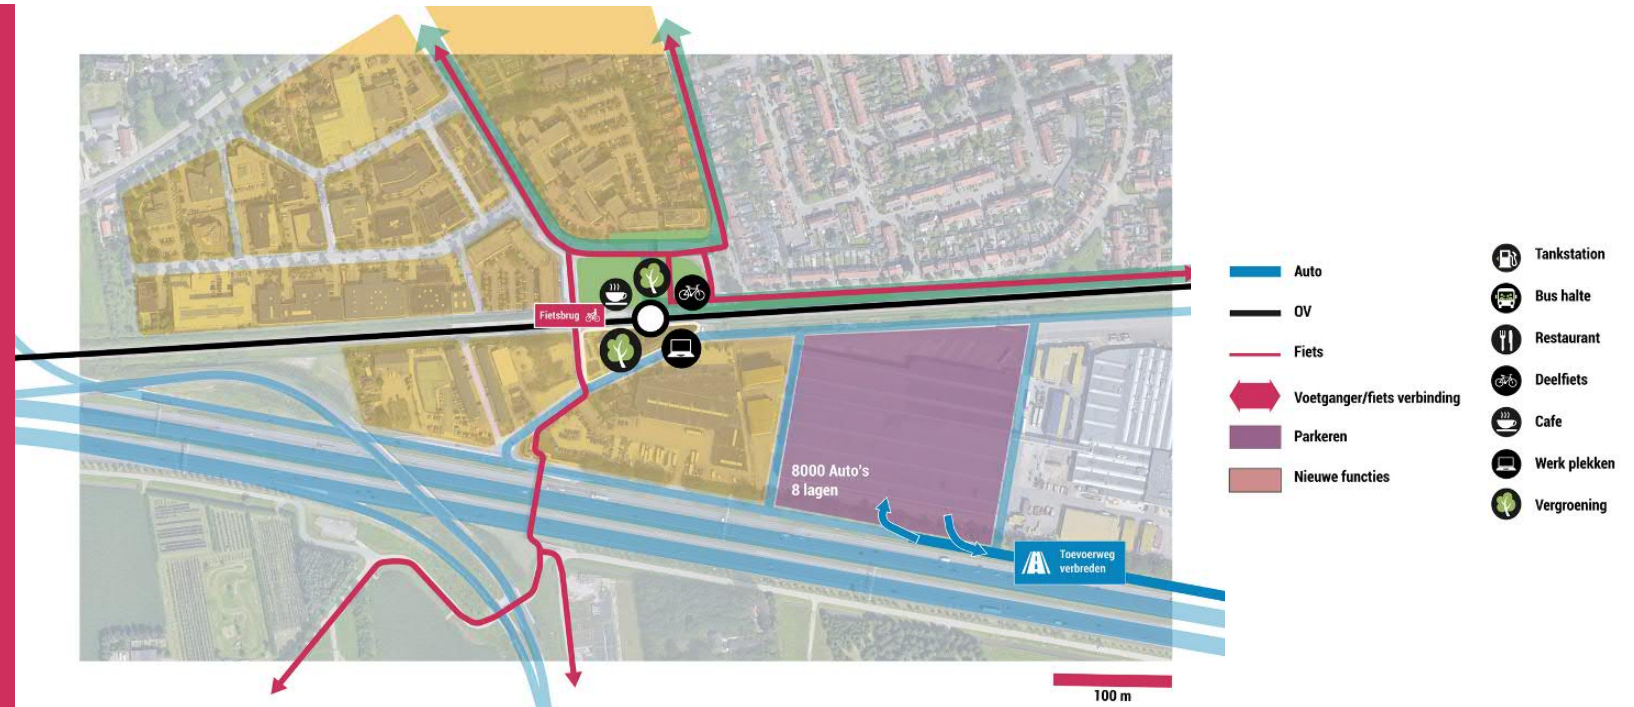 Fietsbrug
8000 Auto's
8 lagen
Toevoerweg
verbreden
100 m
Auto
OV
Fiets
Voetganger/fiets verbinding
Parkeren
Nieuwe functies
Tankstation
Bus halte
Restaurant
Deelfiets
Cafe
Werk plekken
Vergroening